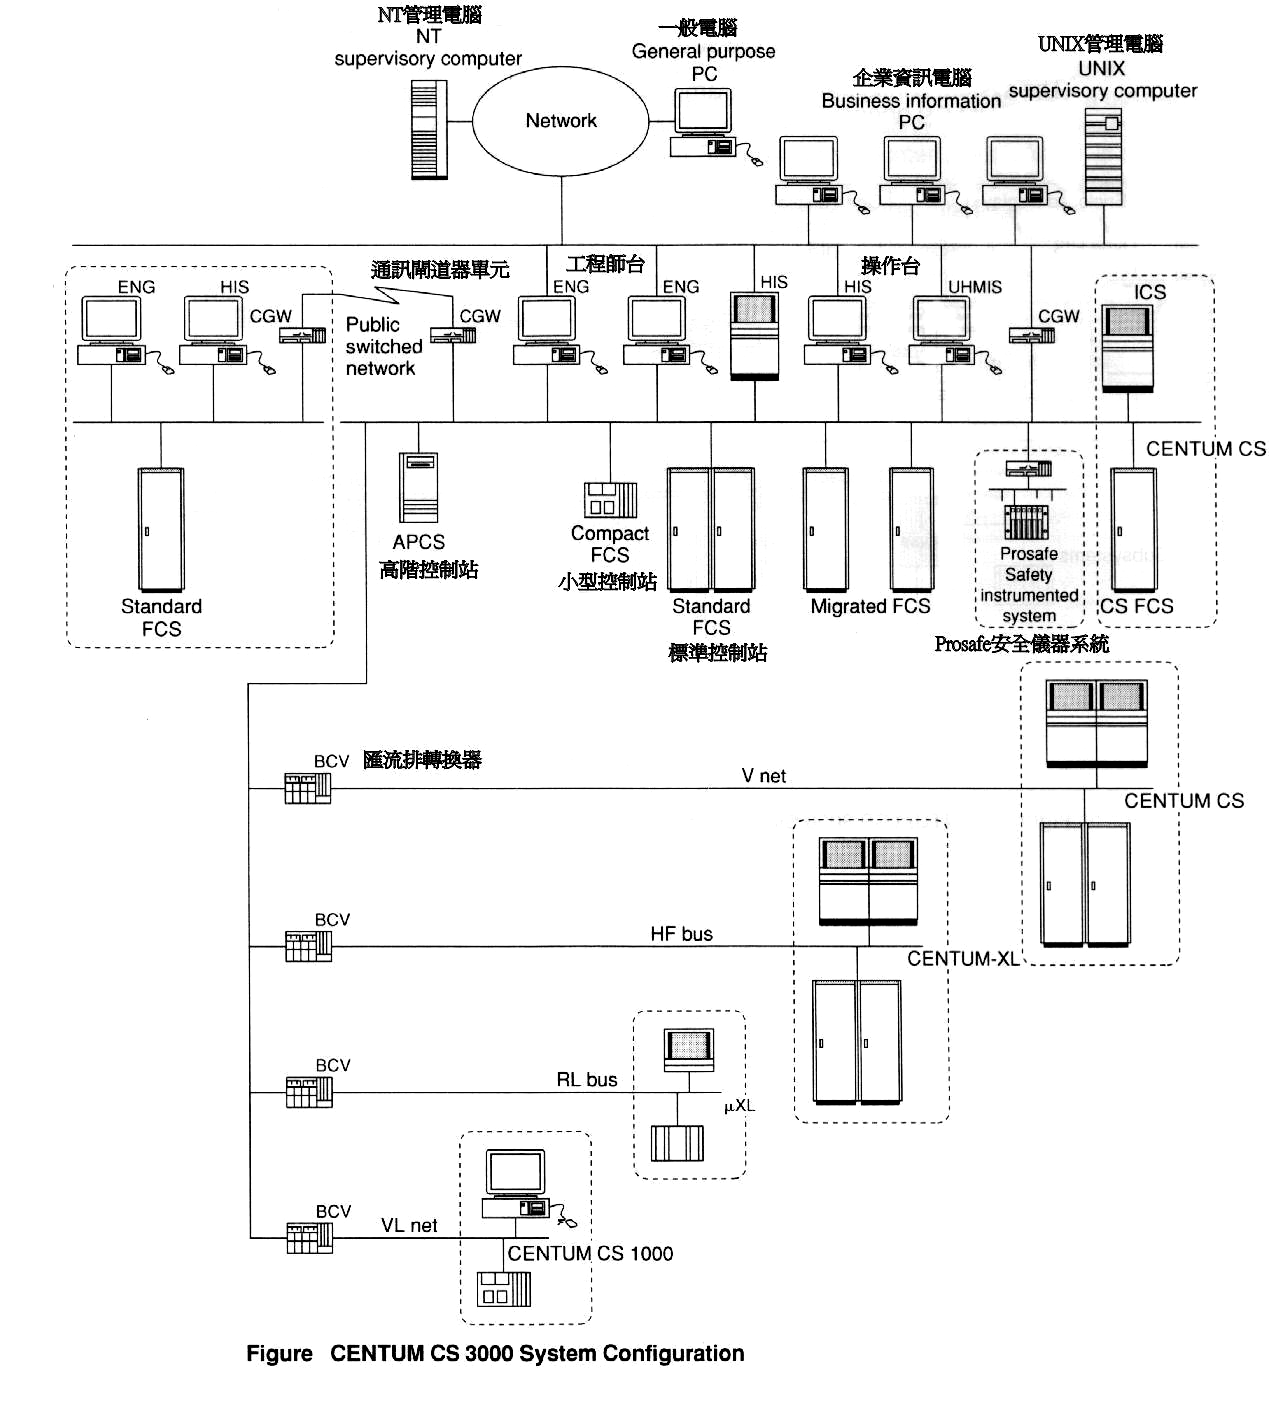 NT管理電腦
NT
supervisory computer
一般電腦
General purpose
PC
UNIX管理電腦
UNIX
supervisory computer
企業資訊電腦
Business information
PC
Network
通訊閘道器單元
工程師台
操作台
ENG
HIS
CGW
Public
switched
network
CGW
ENG
ENG
HIS
HIS
UHMIS
CGW
ICS
CENTUM CS
Standard
FCS
APCS
高階控制站
Compact
FCS
小型控制站
Standard
FCS
標準控制站
Migrated FCS
Prosafe
Safety
instrumented
system
CS FCS
Prosafe安全儀器系統
BCV
匯流排轉換器
V net
CENTUM CS
BCV
HF bus
CENTUM-XL
BCV
RL bus
μXL
BCV
VL net
CENTUM CS 1000
Figure CENTUM CS 3000 System Configuration